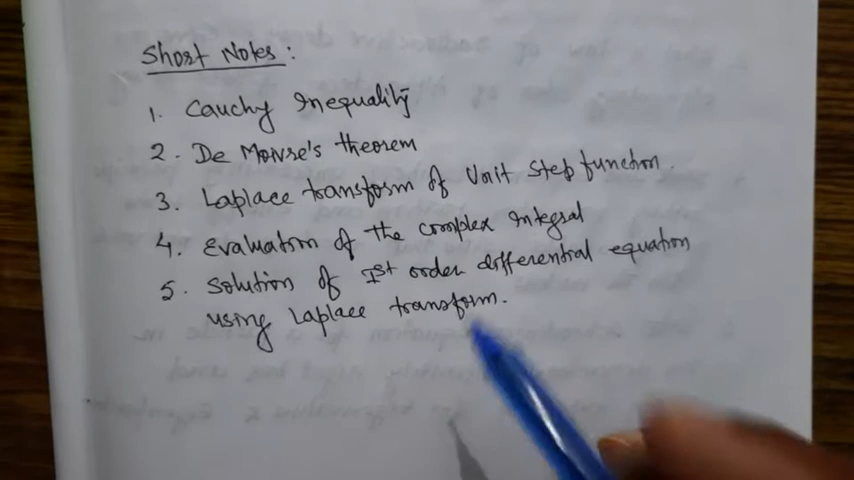 Short Notes:
1. Cauchy Inequality
2. De Moivre's theorem
3. Laplace transform of Unit Step function.
4. Evaluation of the complex Integral
5. Solution of Ist order differential equation
using Laplace transform.